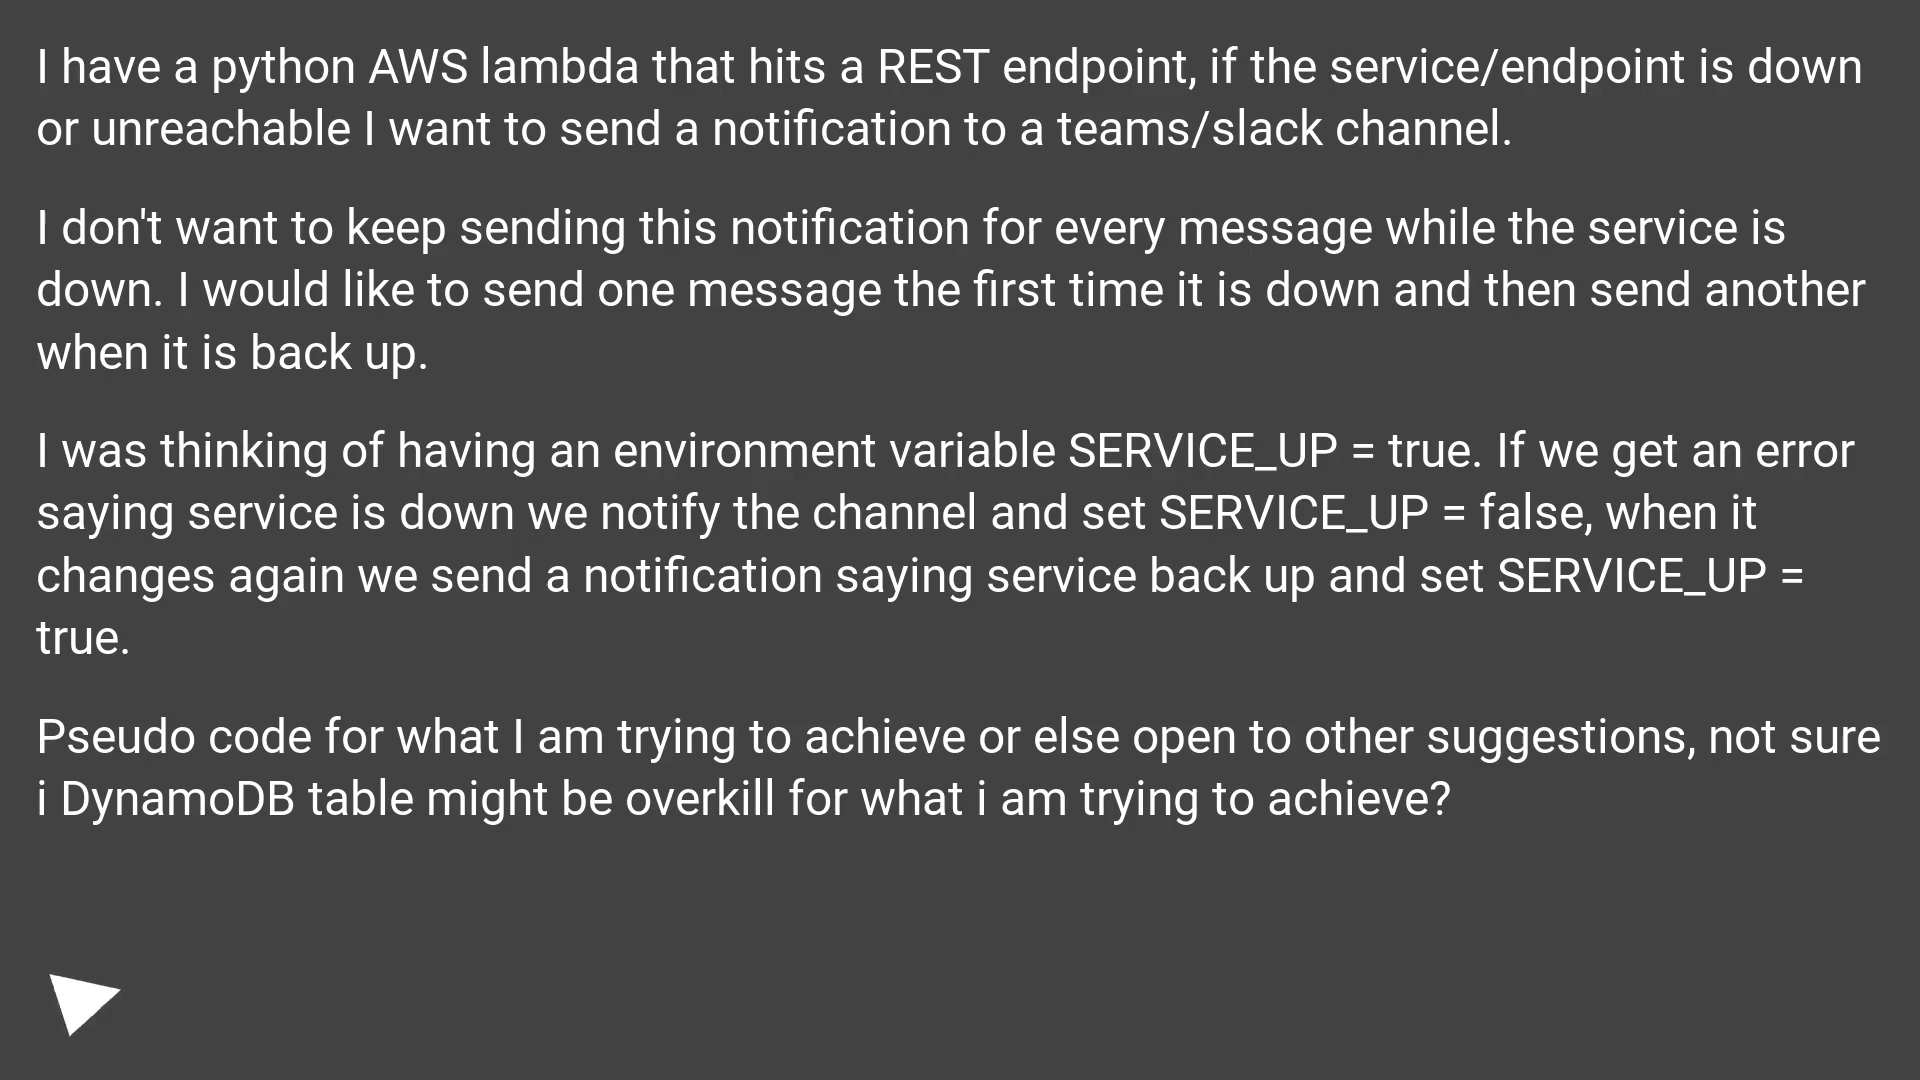 I have a python AWS lambda that hits a REST endpoint, if the service/endpoint is down
or unreachable I want to send a notification to a teams/slack channel.
I don't want to keep sending this notification for every message while the service is
down. I would like to send one message the first time it is down and then send another
when it is back up.
I was thinking of having an environment variable SERVICE_UP = true. If we get an error
saying service is down we notify the channel and set SERVICE_UP = false, when it
changes again we send a notification saying service back up and set SERVICE_UP =
true.
Pseudo code for what I am trying to achieve or else open to other suggestions, not sure
i DynamoDB table might be overkill for what i am trying to achieve?